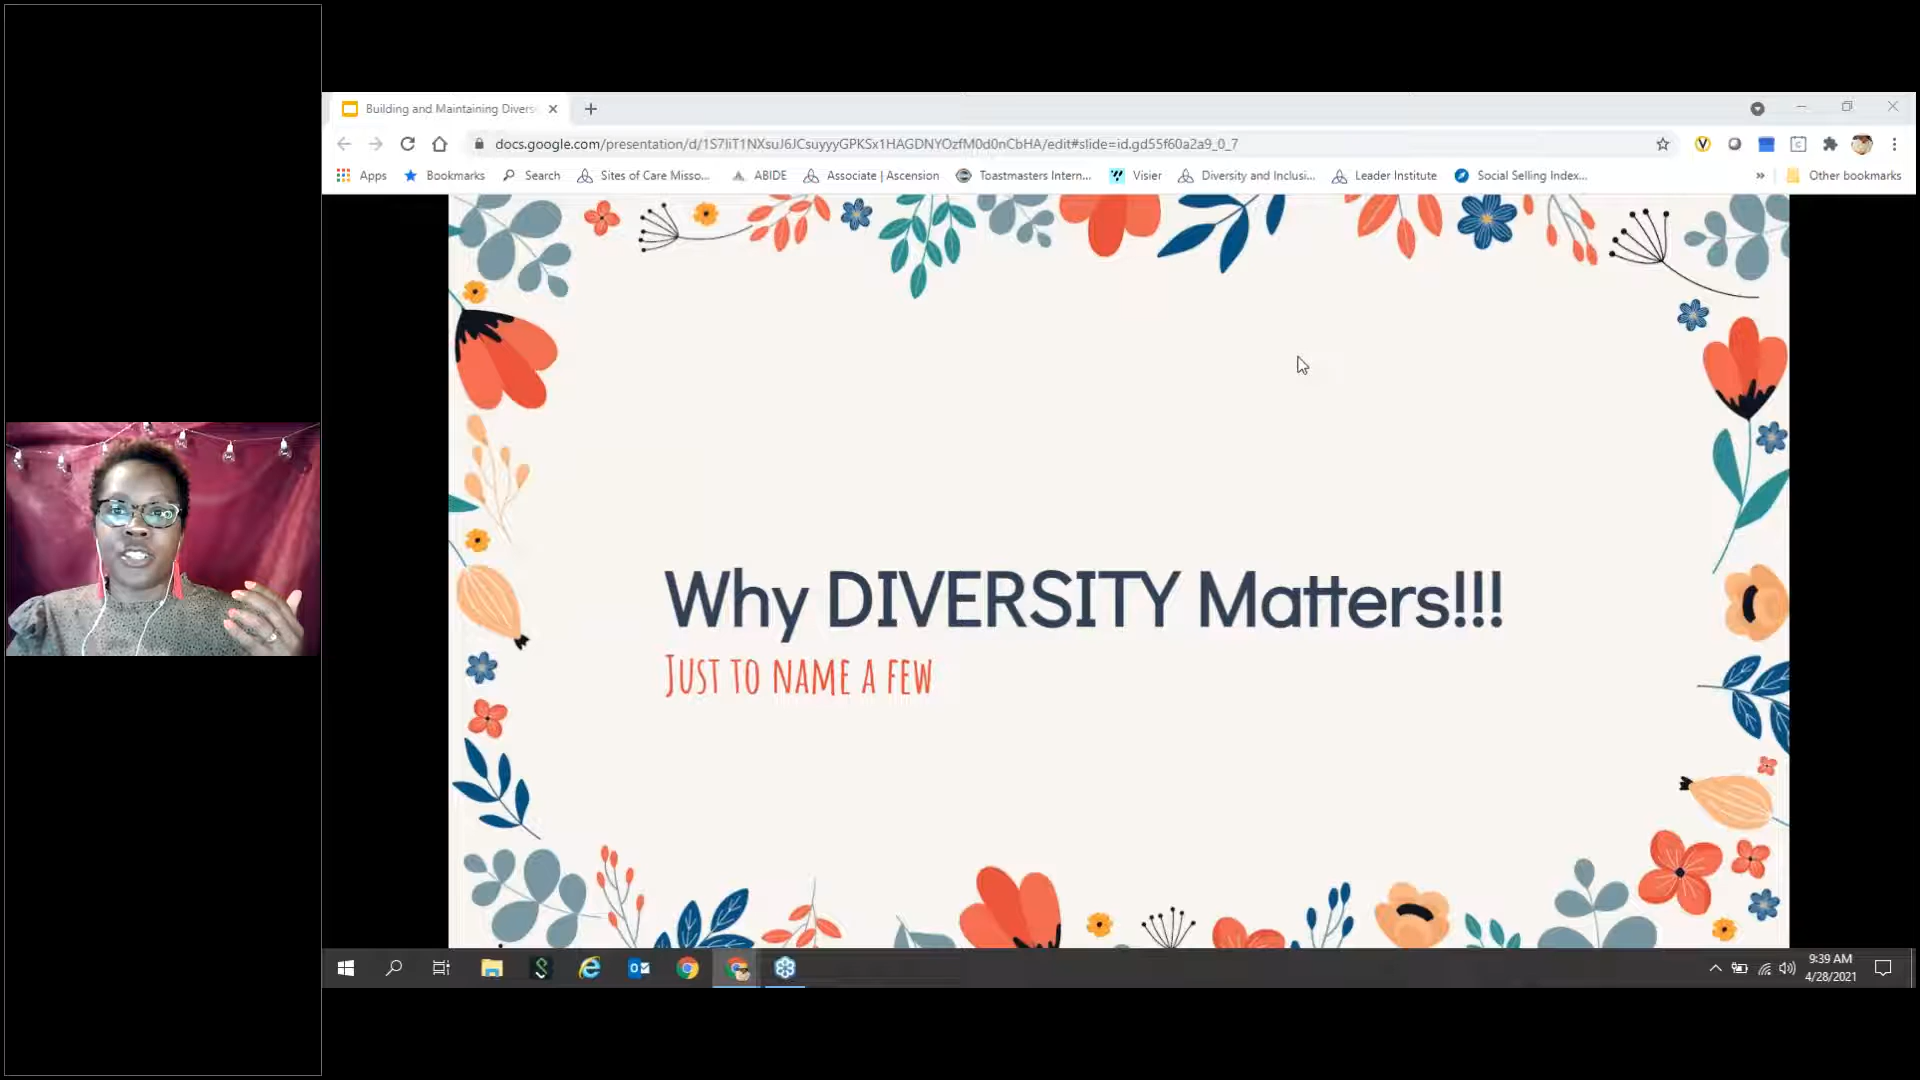 Building and Maintaining Divers
docs.google.com/presentation/d/1S7IiT1NXsuJ6JCsuyyyGPKSx1HAGDNYOzfM0d0nCbHA/edit#slide=id.gd55f60a2a9_0_7
Apps Bookmarks Search Sites of Care Misso... ABIDE Associate | Ascension Toastmasters Intern... Visier Diversity and Inclusi... Leader Institute Social Selling Index... » Other bookmarks
Why DIVERSITY Matters!!!
Just to name a few
9:39 AM
4/28/2021